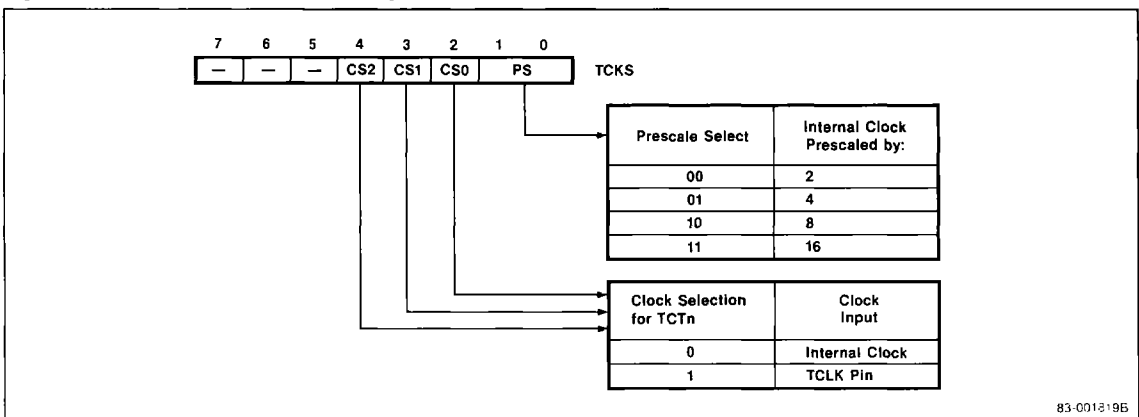 7 6 5 4 3 2 1 0
— — — CS2 CS1 CS0 PS TCKS
Prescale Select Internal Clock
Prescaled by:
00 2
01 4
10 8
11 16
Clock Selection Clock
for TCTn Input
0 Internal Clock
1 TCLK Pin
83-001819B